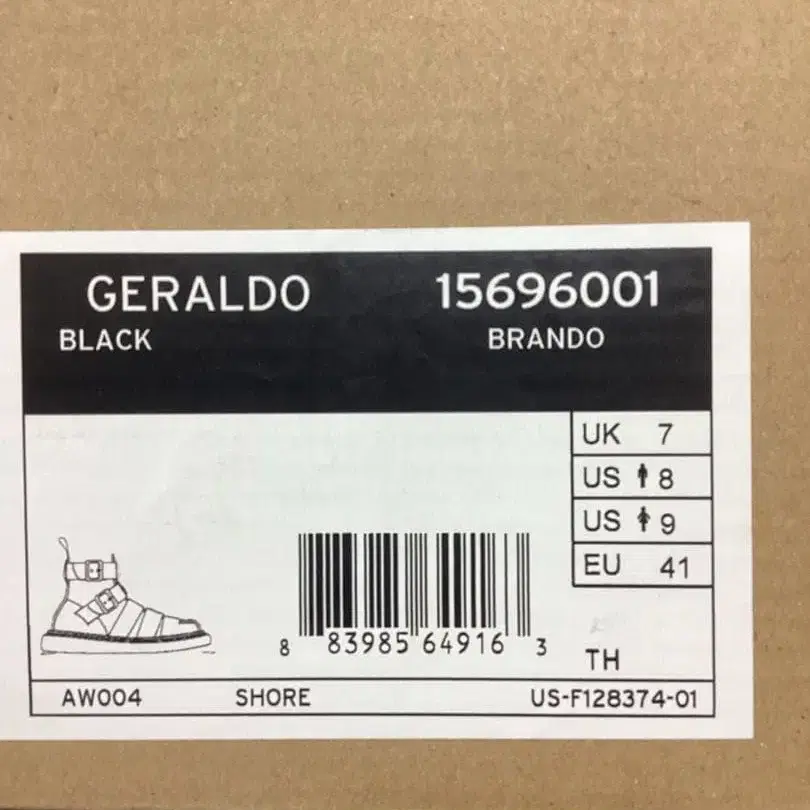 GERALDO 15696001
BLACK BRANDO
UK 7
US 8
US 9
EU 41
8 83985 64916 3
TH
AW004 SHORE US-F128374-01